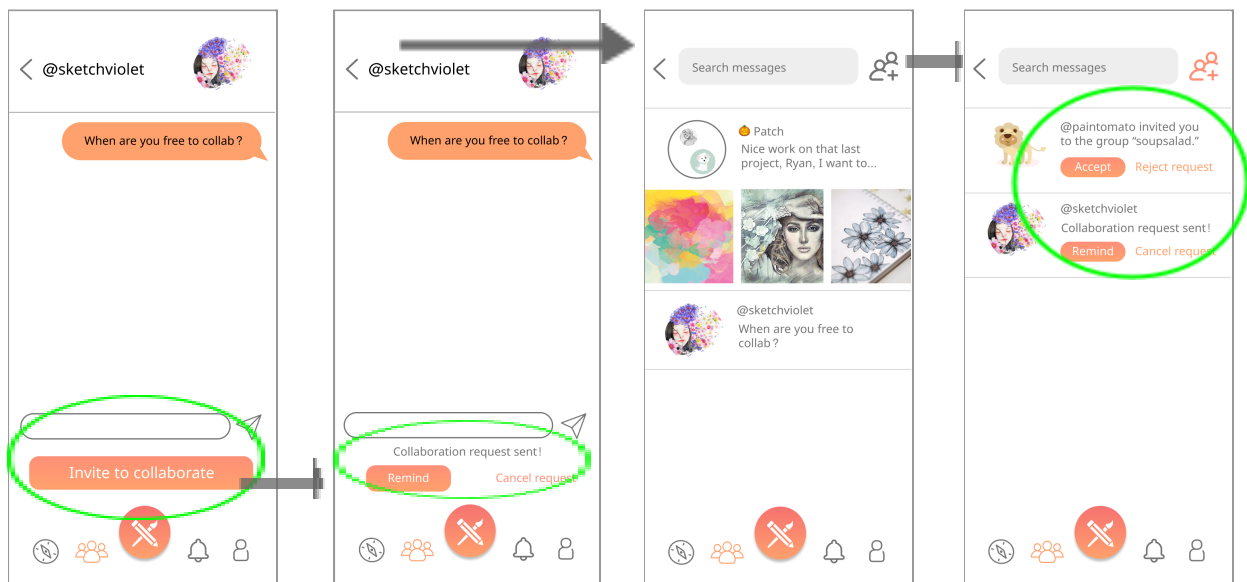 @sketchviolet
When are you free to collab?
Invite to collaborate
@sketchviolet
When are you free to collab?
Collaboration request sent!
Remind
Cancel request
Search messages
Patch
Nice work on that last
project, Ryan, I want to...
@sketchviolet
When are you free to
collab?
Search messages
@paintomato invited you
to the group “soupsalad.”
Accept
Reject request
@sketchviolet
Collaboration request sent!
Remind
Cancel request